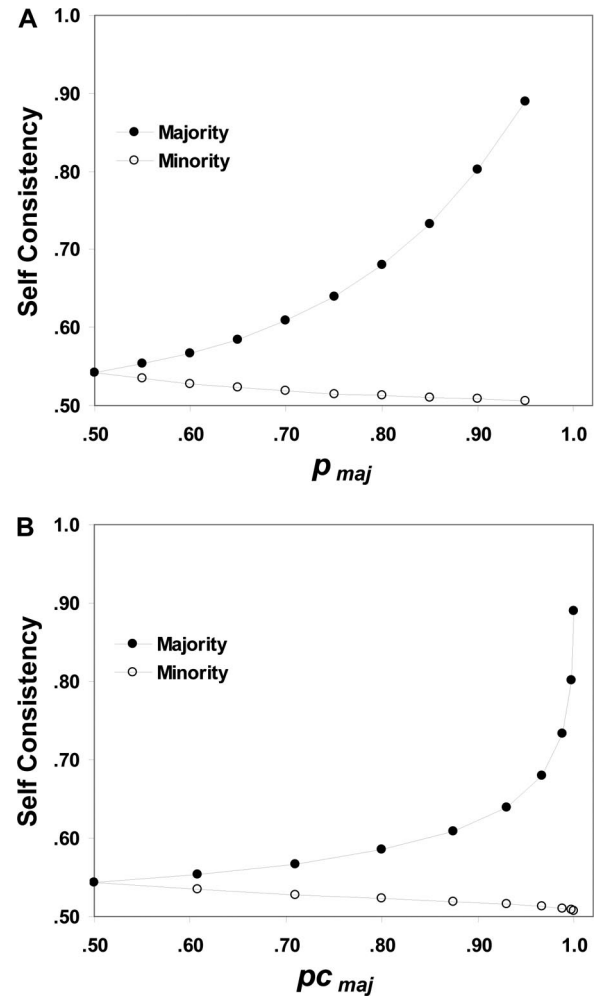 A
1.0
.90
.80
.70
.60
.50
Self Consistency
Majority
Minority
.50 .60 .70 .80 .90 1.0
p maj
B
1.0
.90
.80
.70
.60
.50
Self Consistency
Majority
Minority
.50 .60 .70 .80 .90 1.0
pc maj